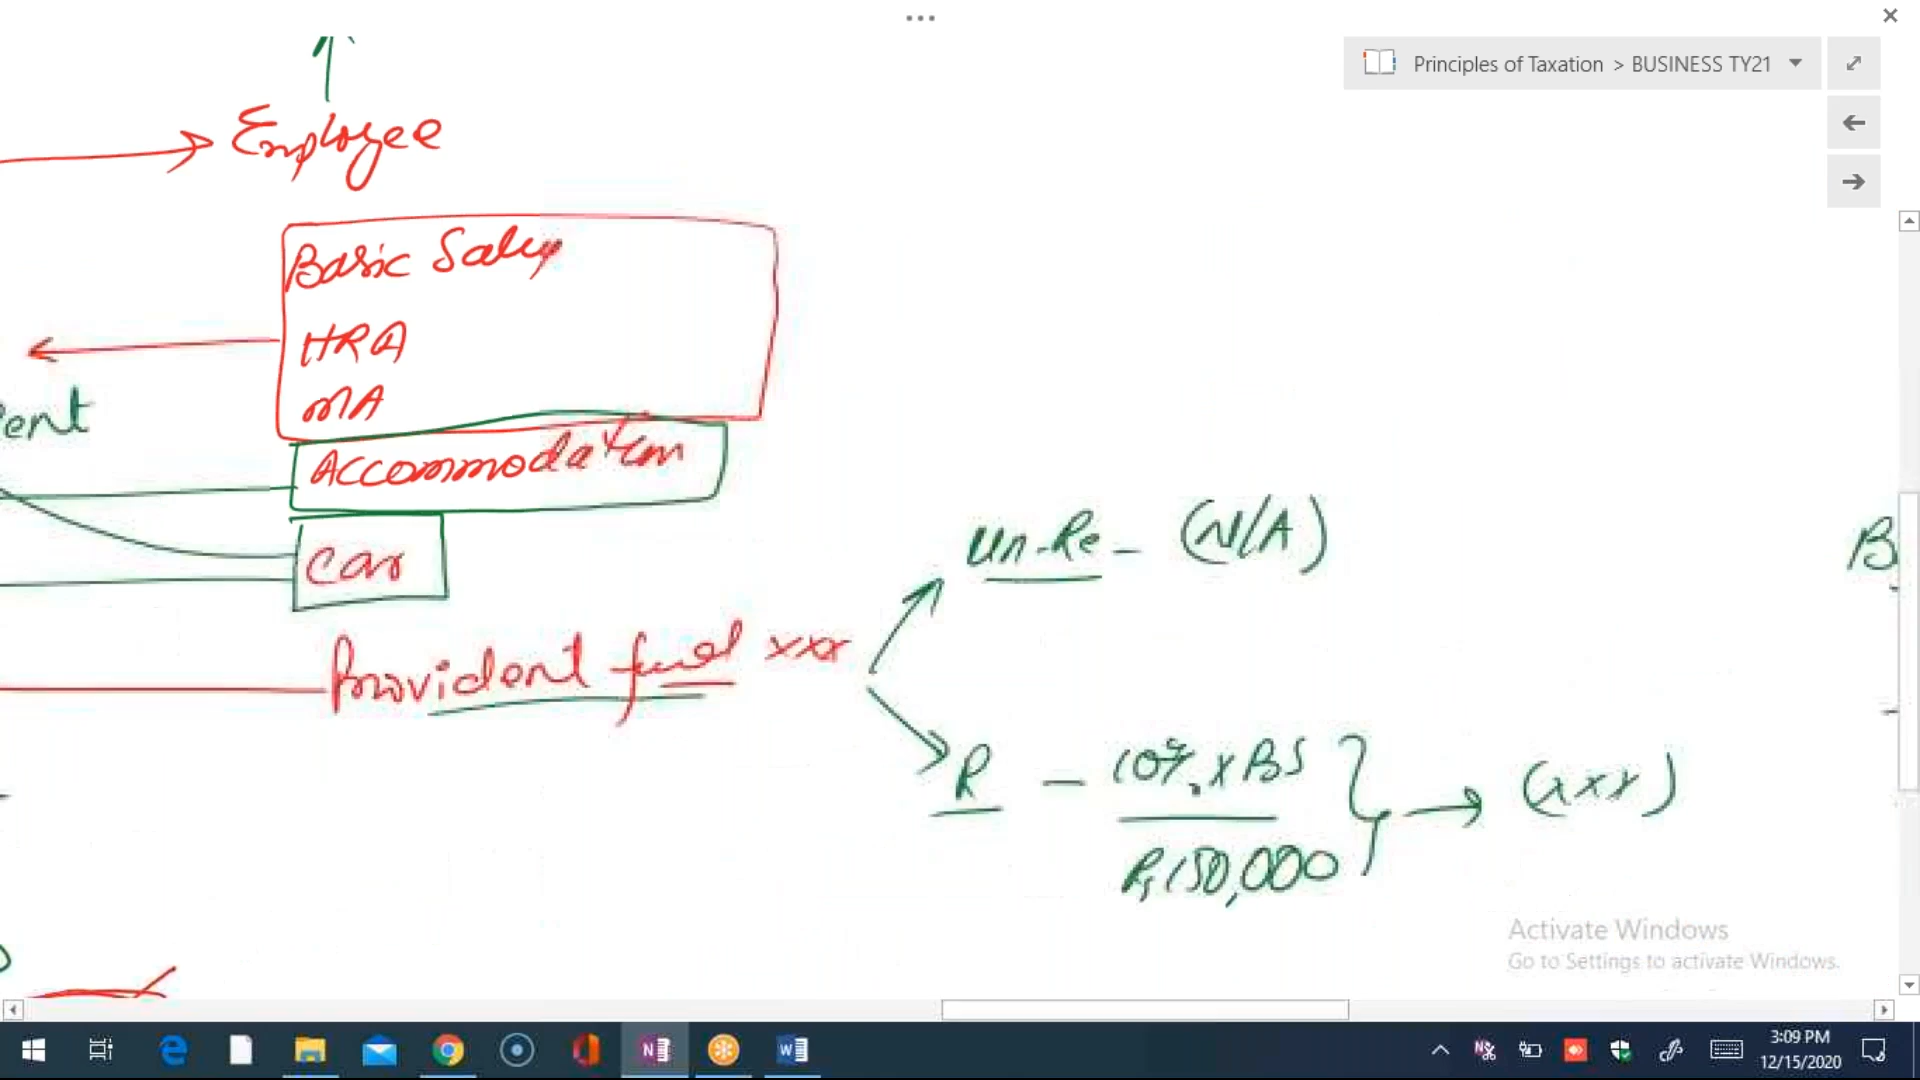 Principles of Taxation > BUSINESS TY21
Employee
Basic Salary
HRA
MA
ent
Accommodation
Car
Un-Re - (N/A)
B
Provident fund xxx
R - 10% x BS
Rs 150,000
(xxx)
Activate Windows
Go to Settings to activate Windows.
3:09 PM
12/15/2020